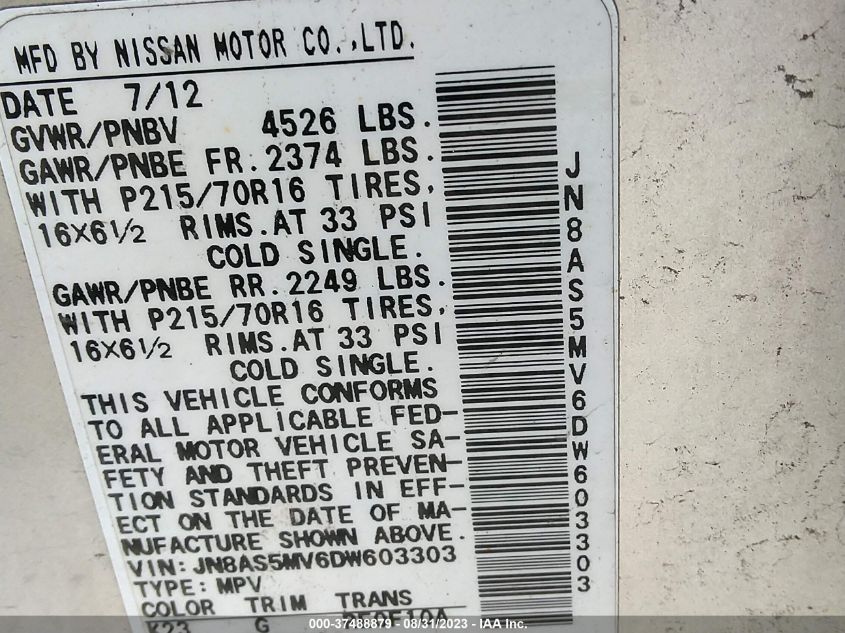 MFD BY NISSAN MOTOR CO.,LTD.
DATE 7/12
GVWR/PNBV 4526 LBS.
GAWR/PNBE FR.2374 LBS.
WITH P215/70R16 TIRES,
16X6½ RIMS.AT 33 PSI
COLD SINGLE.
GAWR/PNBE RR.2249 LBS.
WITH P215/70R16 TIRES,
16X6½ RIMS.AT 33 PSI
COLD SINGLE.
THIS VEHICLE CONFORMS
TO ALL APPLICABLE FED-
ERAL MOTOR VEHICLE SA-
FETY AND THEFT PREVEN-
TION STANDARDS IN EFF-
ECT ON THE DATE OF MA-
NUFACTURE SHOWN ABOVE.
VIN:JN8AS5MV6DW603303
TYPE:MPV
COLOR TRIM TRANS
K23 G
JN8AS5MV6DW603303
000-37488879 - 08/31/2023 - IAA Inc.